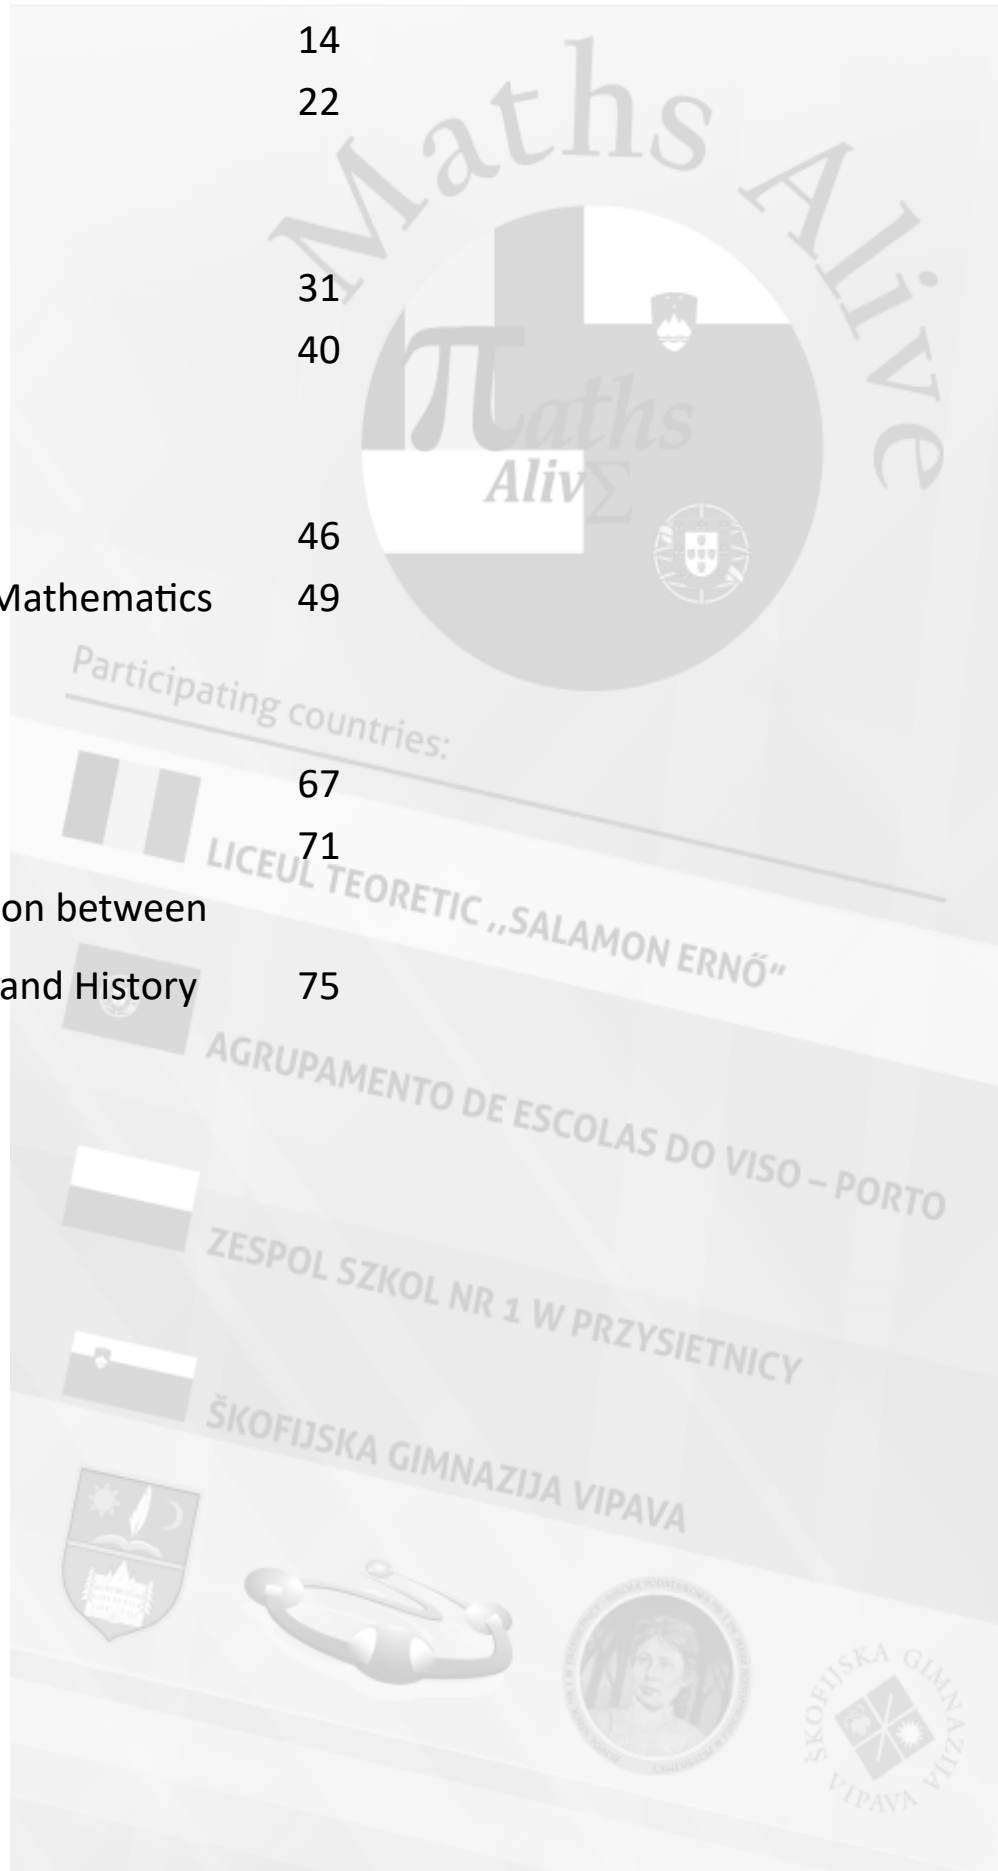 14
22
Maths Alive
31
40
πaths
AlivΣ
46
Mathematics 49
Participating countries:
67
71
LICEUL TEORETIC ,,SALAMON ERNŐ"
on between
and History 75
AGRUPAMENTO DE ESCOLAS DO VISO – PORTO
ZESPOL SZKOL NR 1 W PRZYSIETNICY
ŠKOFIJSKA GIMNAZIJA VIPAVA
ŠKOFIJSKA GIMNAZIJA VIPAVA